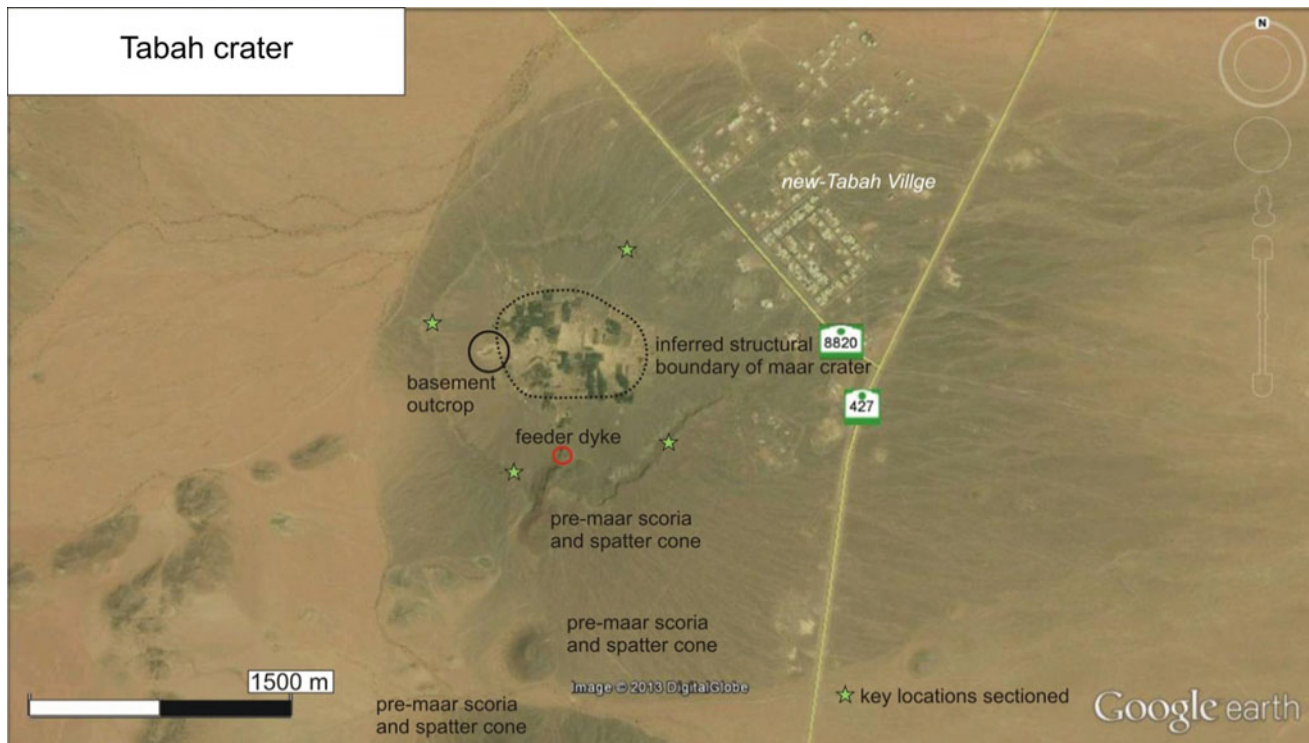 Tabah crater
N
new-Tabah Villge
8820
inferred structural
boundary of maar crater
basement
outcrop
427
feeder dyke
pre-maar scoria
and spatter cone
pre-maar scoria
and spatter cone
1500 m
Image © 2013 DigitalGlobe
key locations sectioned
pre-maar scoria
and spatter cone
Google earth